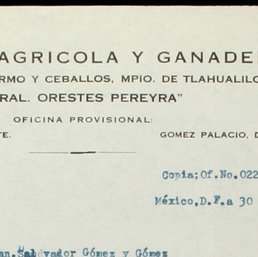 AGRICOLA Y GANADE
RMO Y CEBALLOS, MPIO. DE TLAHUALILO
RAL. ORESTES PEREYRA"
OFICINA PROVISIONAL:
TE. GOMEZ PALACIO, D
Copia; Of. No. 022
México, D.F. a 30
an. Salvador Gómez y Gómez